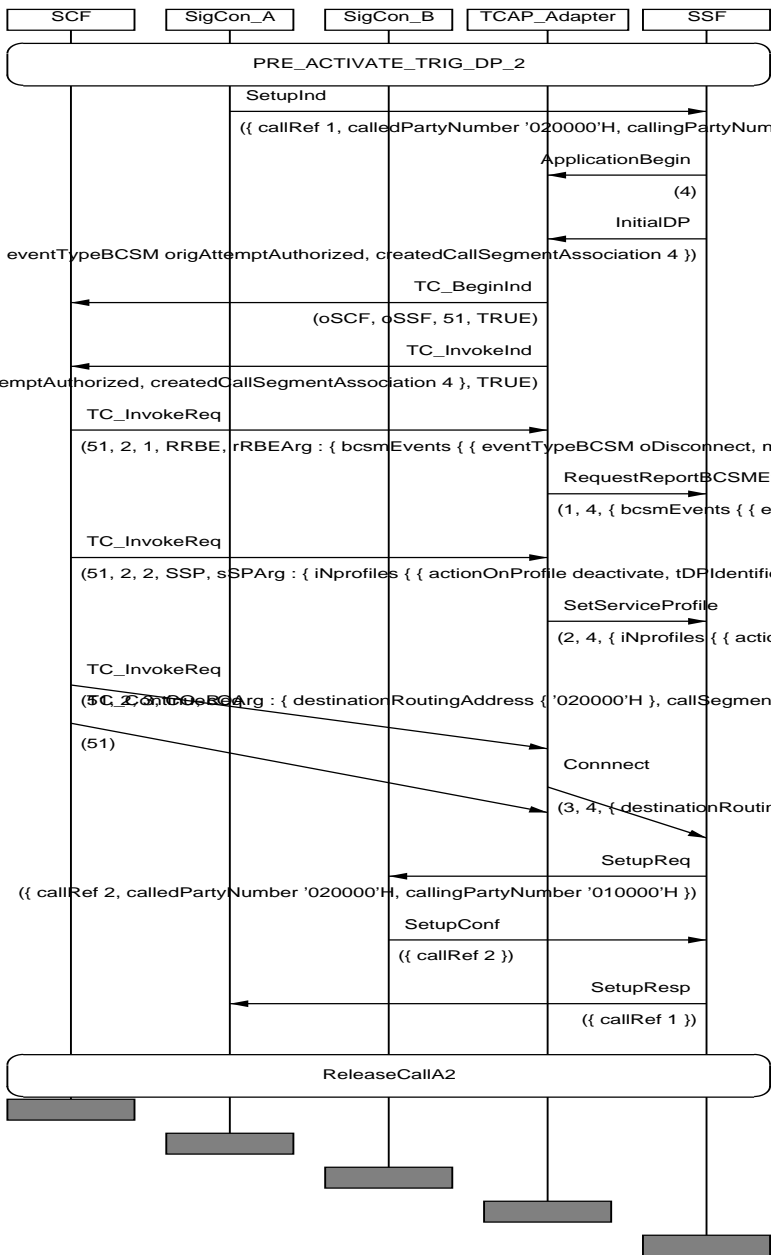 SCF SigCon_A SigCon_B TCAP_Adapter SSF
PRE_ACTIVATE_TRIG_DP_2
SetupInd
({ callRef 1, calledPartyNumber '020000'H, callingPartyNum
ApplicationBegin
(4)
InitialDP
eventTypeBCSM origAttemptAuthorized, createdCallSegmentAssociation 4 })
TC_BeginInd
(oSCF, oSSF, 51, TRUE)
TC_InvokeInd
emptAuthorized, createdCallSegmentAssociation 4 }, TRUE)
TC_InvokeReq
(51, 2, 1, RRBE, rRBEArg : { bcsmEvents { { eventTypeBCSM oDisconnect, m
RequestReportBCSME
(1, 4, { bcsmEvents { { e
TC_InvokeReq
(51, 2, 2, SSP, sSPArg : { iNprofiles { { actionOnProfile deactivate, tDPIdentifie
SetServiceProfile
(2, 4, { iNprofiles { { actio
TC_InvokeReq
: { destinationRoutingAddress { '020000'H }, callSegmen
(51)
Connnect
(3, 4, { destinationRoutin
SetupReq
({ callRef 2, calledPartyNumber '020000'H, callingPartyNumber '010000'H })
SetupConf
({ callRef 2 })
SetupResp
({ callRef 1 })
ReleaseCallA2